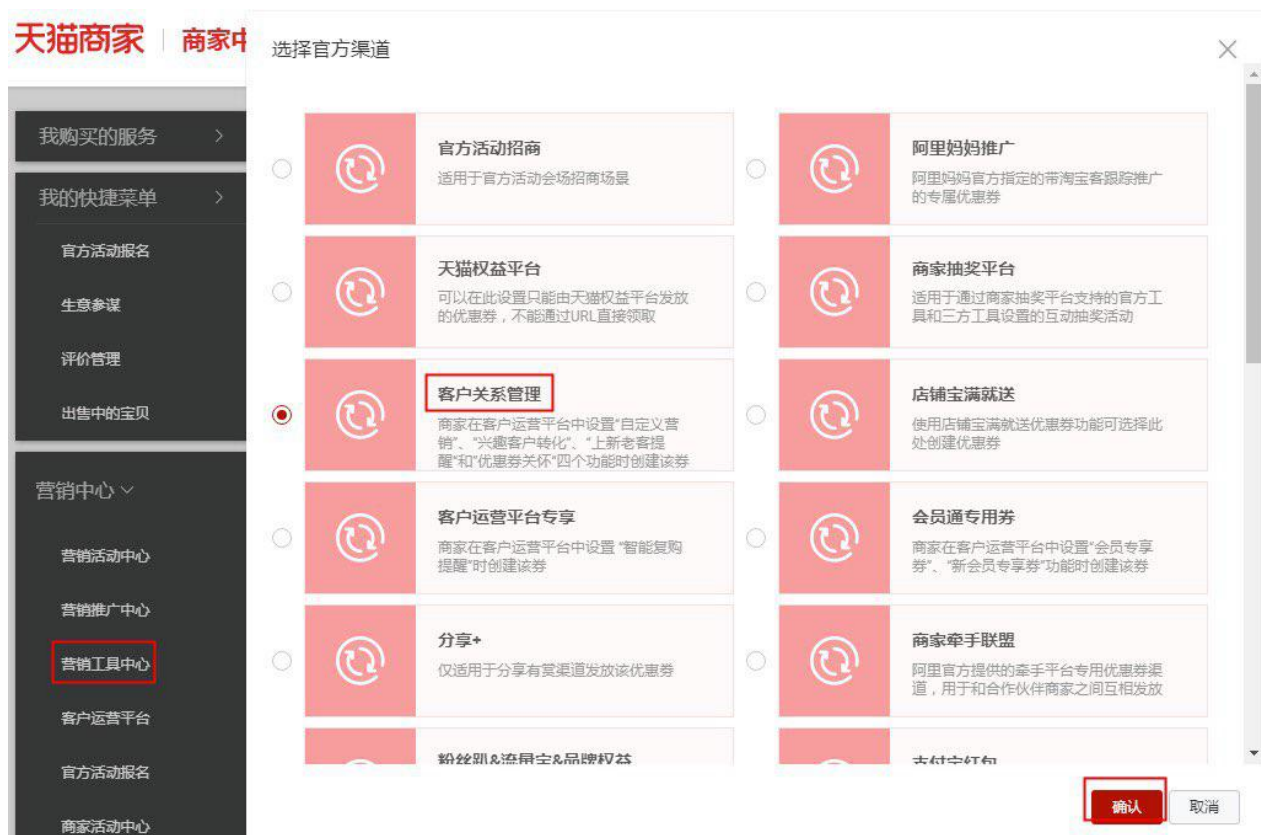 天猫商家
商家中
选择官方渠道
我购买的服务
我的快捷菜单
官方活动报名
生意参谋
评价管理
出售中的宝贝
营销中心
营销活动中心
营销推广中心
营销工具中心
客户运营平台
官方活动报名
商家活动中心
官方活动招商
适用于官方活动会场招商场景
阿里妈妈推广
阿里妈妈官方指定的带淘宝客跟踪推广
的专属优惠券
天猫权益平台
可以在此设置只能由天猫权益平台发放
的优惠券，不能通过URL直接领取
商家抽奖平台
适用于通过商家抽奖平台支持的官方工
具和三方工具设置的互动抽奖活动
客户关系管理
商家在客户运营平台中设置"自定义营
销"、"兴趣客户转化"、"上新老客提
醒"和"优惠券关怀"四个功能时创建该券
店铺宝满就送
使用店铺宝满就送优惠券功能可选择此
处创建优惠券
客户运营平台专享
商家在客户运营平台中设置 "智能复购
提醒"时创建该券
会员通专用券
商家在客户运营平台中设置"会员专享
券"、"新会员专享券"功能时创建该券
分享+
仅适用于分享有赏渠道发放该优惠券
商家牵手联盟
阿里官方提供的牵手平台专用优惠券渠
道，用于和合作伙伴商家之间互相发放
粉丝趴&流量宝&品牌权益
支付宝红包
确认
取消